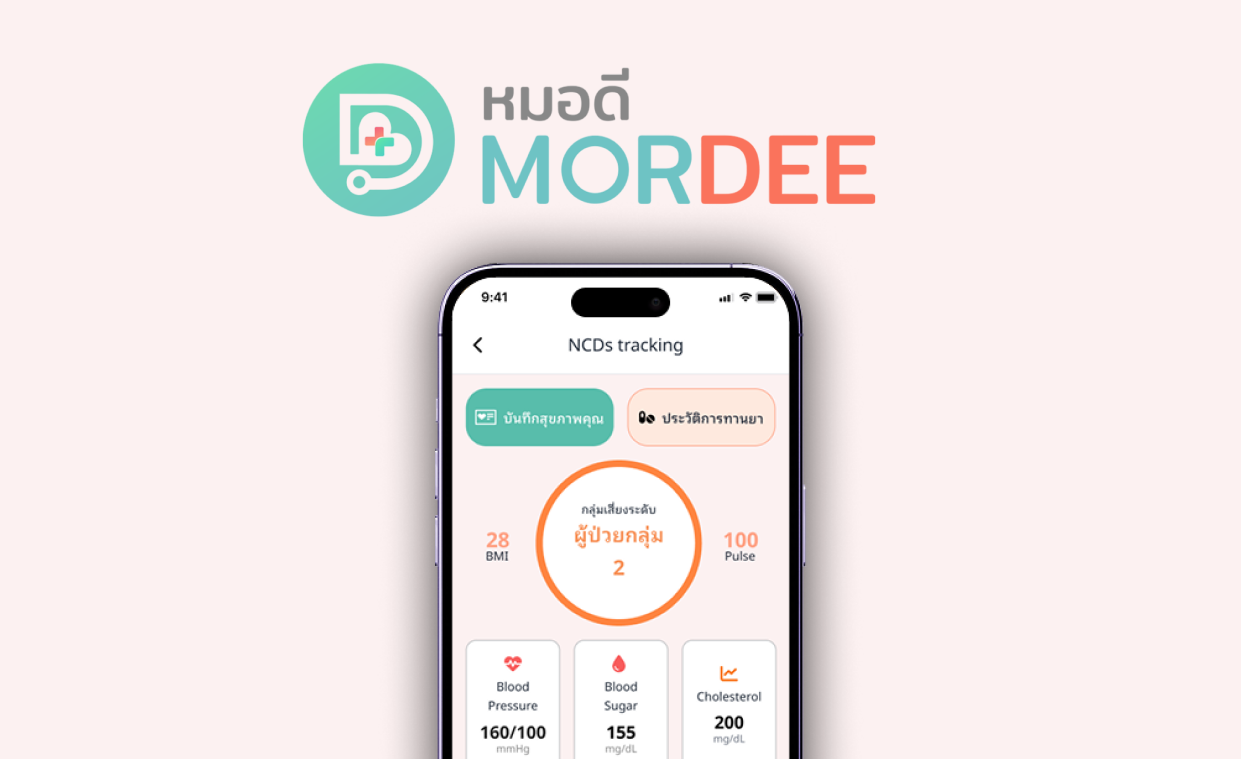 หมอดี
MORDEE
9:41
NCDs tracking
บันทึกสุขภาพคุณ
ประวัติการทานยา
กลุ่มเสี่ยงระดับ
ผู้ป่วยกลุ่ม
2
28
BMI
100
Pulse
Blood
Pressure
160/100
mmHg
Blood
Sugar
155
mg/dL
Cholesterol
200
mg/dL